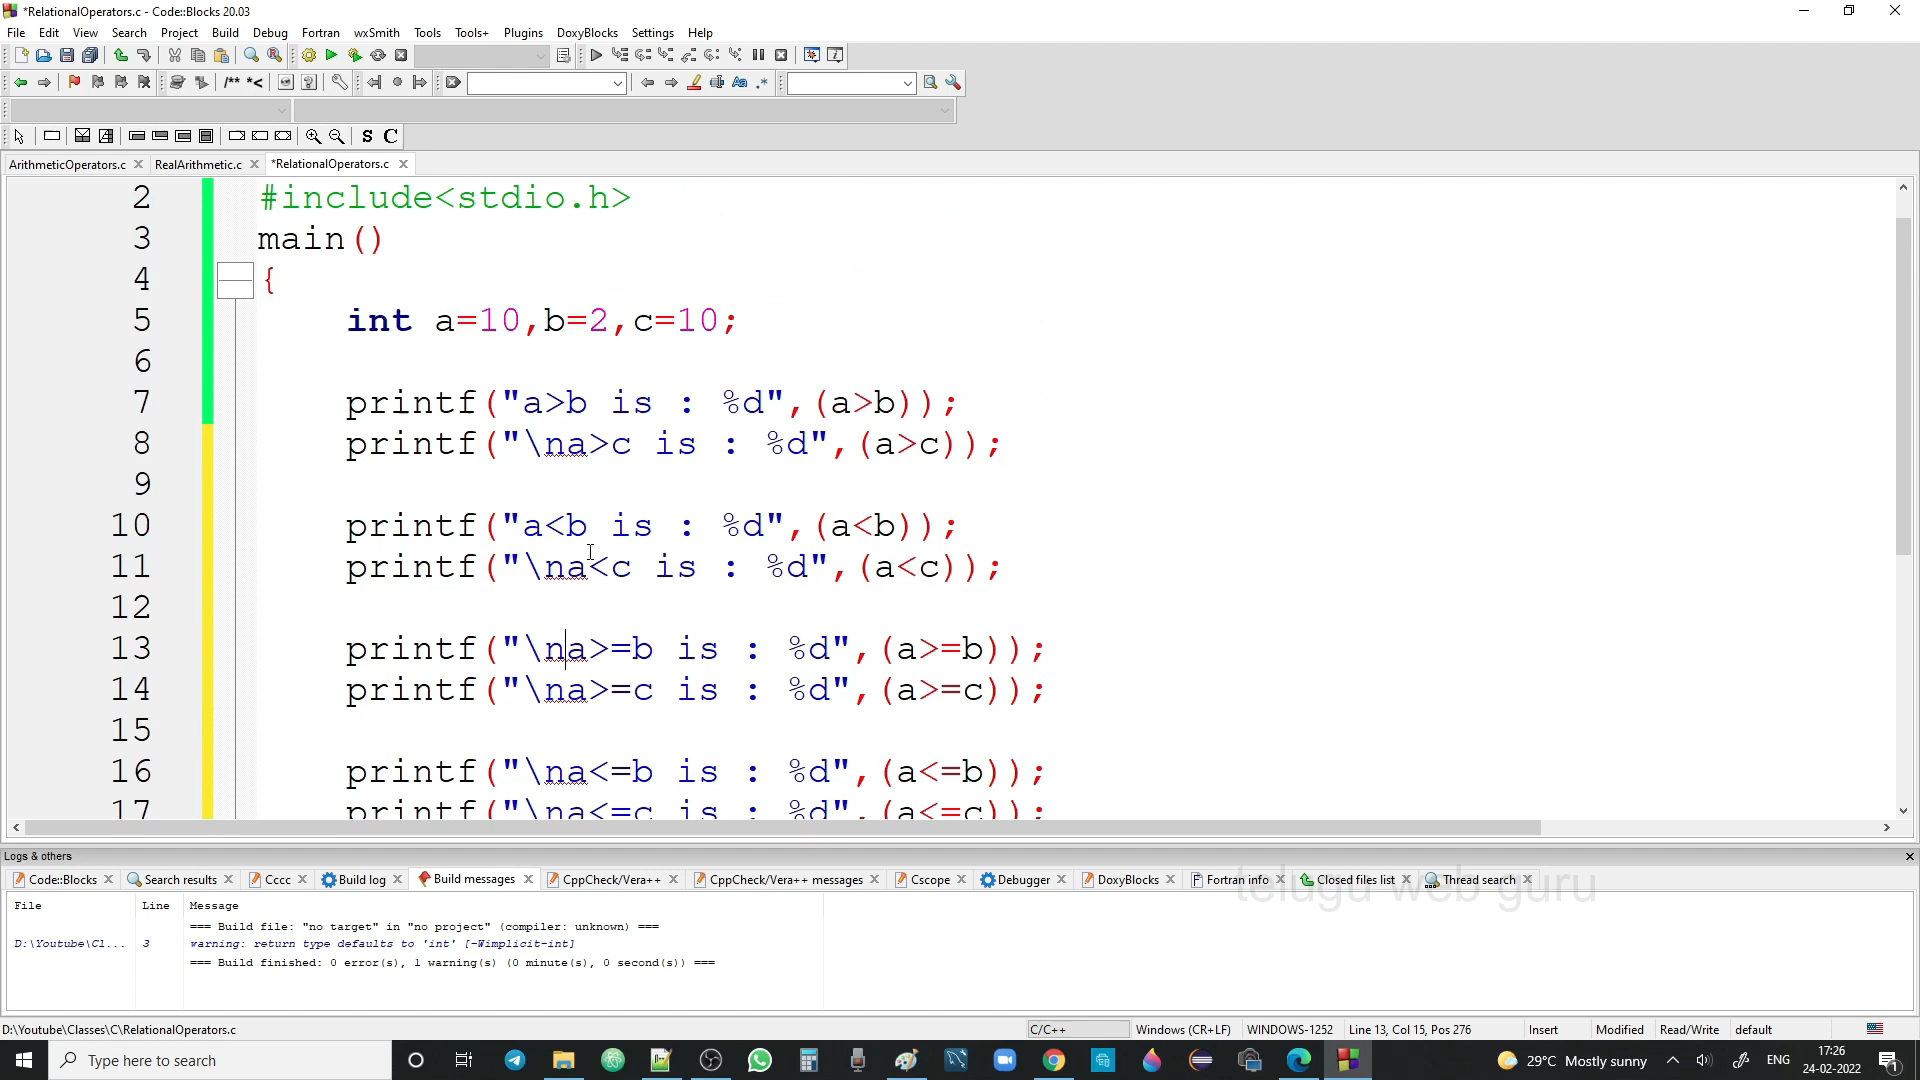 *RelationalOperators.c - Code::Blocks 20.03
File Edit View Search Project Build Debug Fortran wxSmith Tools Tools+ Plugins DoxyBlocks Settings Help
/** *<
Aa .*
S C
ArithmeticOperators.c RealArithmetic.c *RelationalOperators.c
2 #include<stdio.h>
3 main()
4 {
5 int a=10,b=2,c=10;
6
7 printf("a>b is : %d",(a>b));
8 printf("\na>c is : %d",(a>c));
9
10 printf("a<b is : %d",(a<b));
11 printf("\na<c is : %d",(a<c));
12
13 printf("\na>=b is : %d",(a>=b));
14 printf("\na>=c is : %d",(a>=c));
15
16 printf("\na<=b is : %d",(a<=b));
17 printf("\na<=c is : %d",(a<=c));
Logs & others
Code::Blocks Search results Cccc Build log Build messages CppCheck/Vera++ CppCheck/Vera++ messages Cscope Debugger DoxyBlocks Fortran info Closed files list Thread search
telugu web guru
File Line Message
=== Build file: "no target" in "no project" (compiler: unknown) ===
D:\Youtube\Cl... 3 warning: return type defaults to 'int' [-Wimplicit-int]
=== Build finished: 0 error(s), 1 warning(s) (0 minute(s), 0 second(s)) ===
D:\Youtube\Classes\C\RelationalOperators.c C/C++ Windows (CR+LF) WINDOWS-1252 Line 13, Col 15, Pos 276 Insert Modified Read/Write default
Type here to search 29°C Mostly sunny ENG 17:26
24-02-2022 1